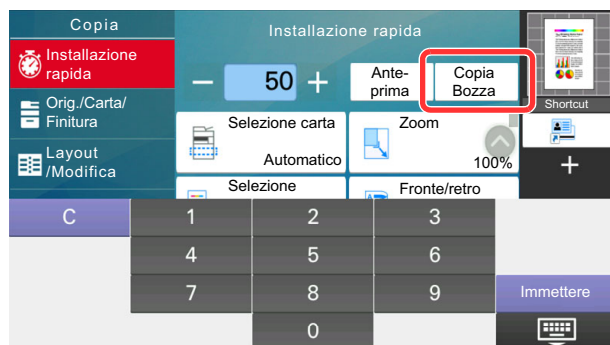 Copia
Installazione rapida
Installazione
rapida
50
Ante-
prima
Copia
Bozza
Orig./Carta/
Finitura
Shortcut
Selezione carta
Automatico
Zoom
100%
Layout
/Modifica
Selezione
Fronte/retro
C
1
2
3
4
5
6
7
8
9
Immettere
0